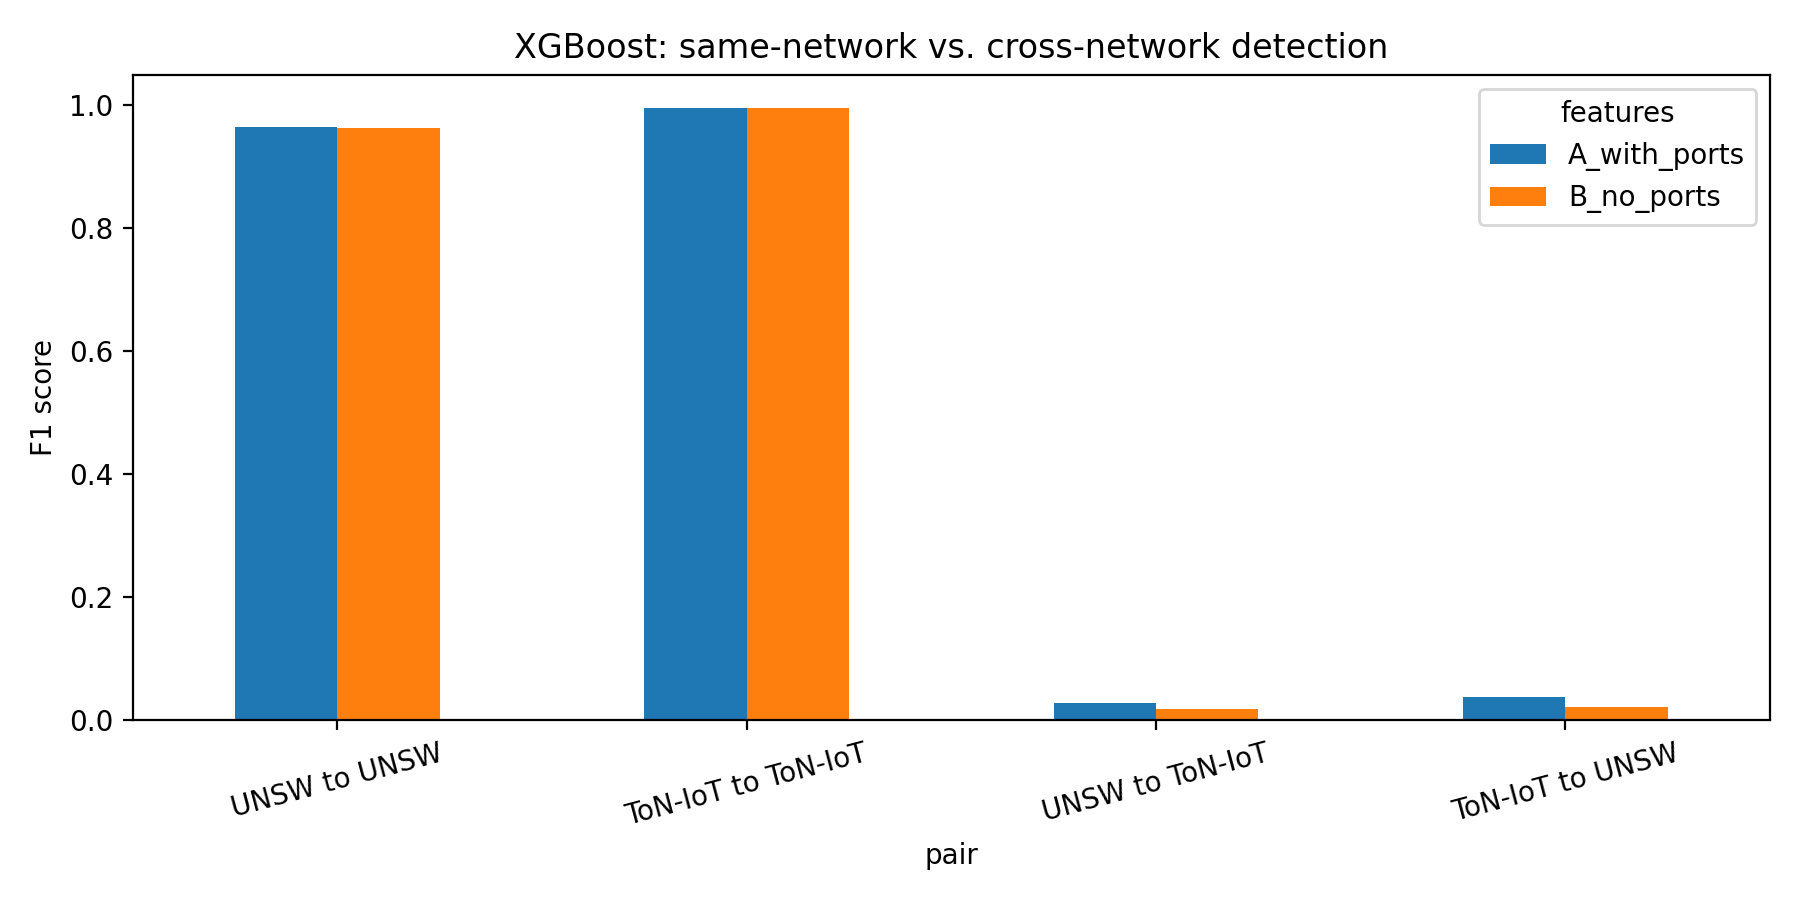 XGBoost: same-network vs. cross-network detection
features
A_with_ports
B_no_ports
F1 score
1.0
0.8
0.6
0.4
0.2
0.0
UNSW to UNSW
ToN-IoT to ToN-IoT
UNSW to ToN-IoT
ToN-IoT to UNSW
pair